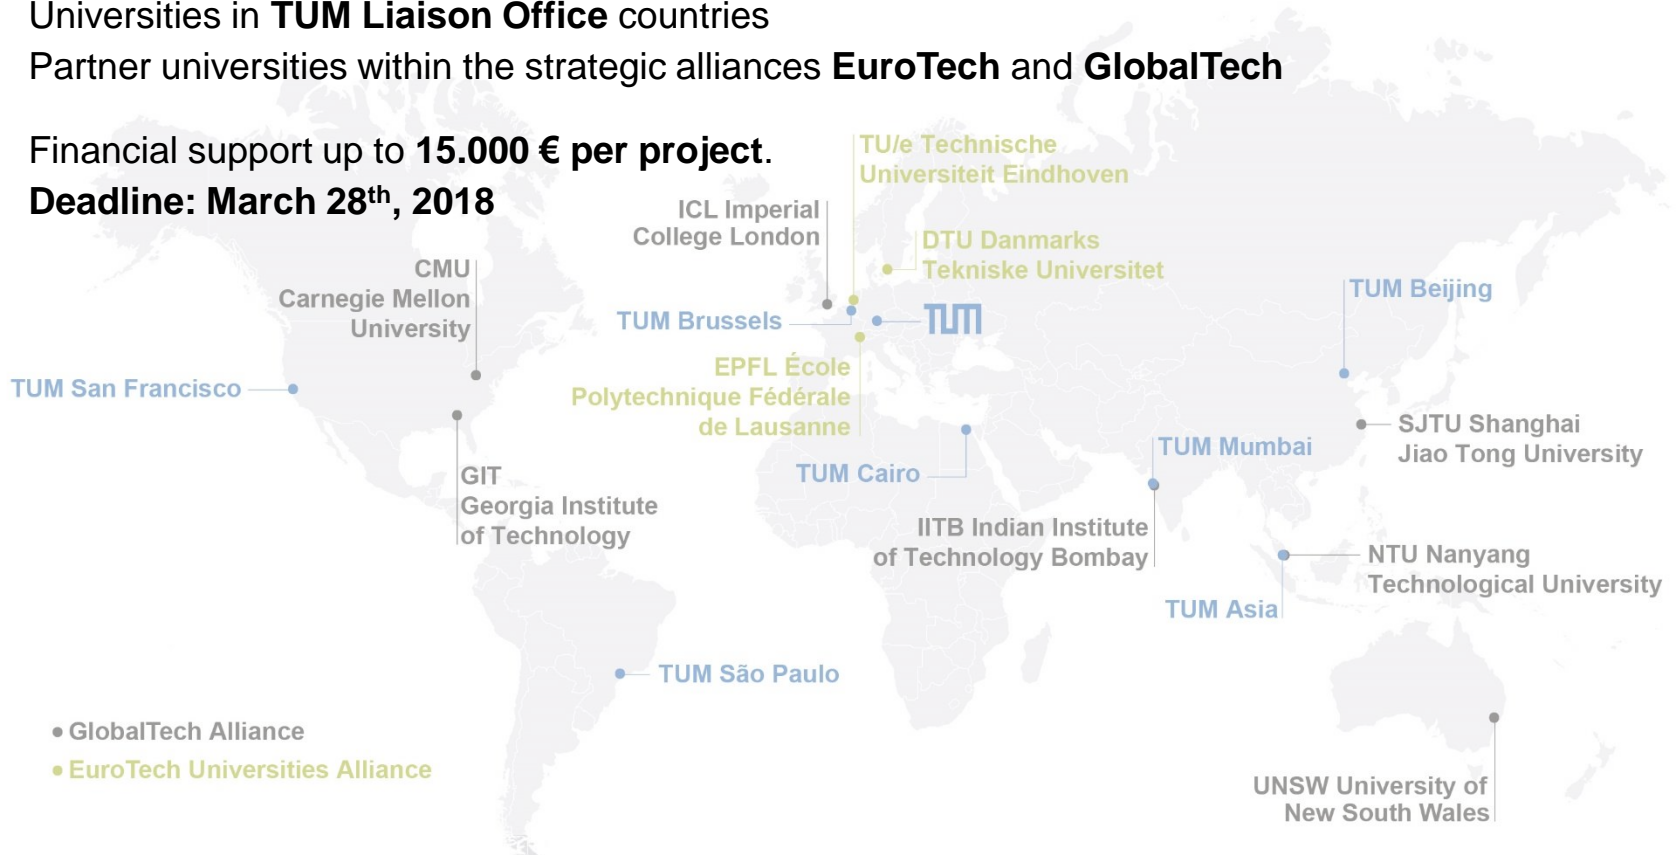 Universities in TUM Liaison Office countries
Partner universities within the strategic alliances EuroTech and GlobalTech
Financial support up to 15.000 € per project.
Deadline: March 28th, 2018
TU/e Technische
Universiteit Eindhoven
ICL Imperial
College London
DTU Danmarks
Tekniske Universitet
CMU
Carnegie Mellon
University
TUM Beijing
TUM Brussels
TUM
EPFL École
Polytechnique Fédérale
de Lausanne
TUM San Francisco
SJTU Shanghai
Jiao Tong University
TUM Mumbai
TUM Cairo
GIT
Georgia Institute
of Technology
IITB Indian Institute
of Technology Bombay
NTU Nanyang
Technological University
TUM Asia
TUM São Paulo
GlobalTech Alliance
EuroTech Universities Alliance
UNSW University of
New South Wales